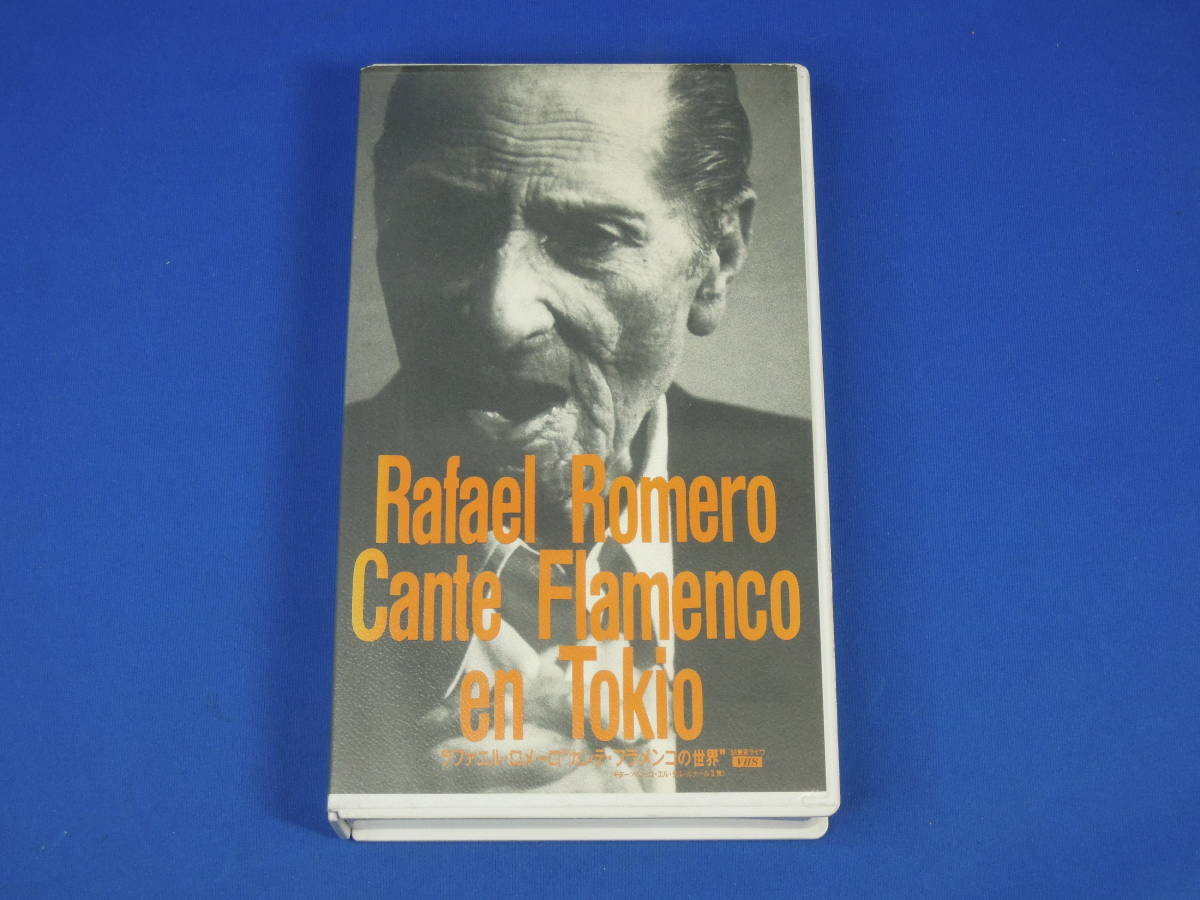 Rafael Romero
Cante Flamenco
en Tokio
ラファエル・ロメーロ"カンテ・フラメンコの世界"
VHS